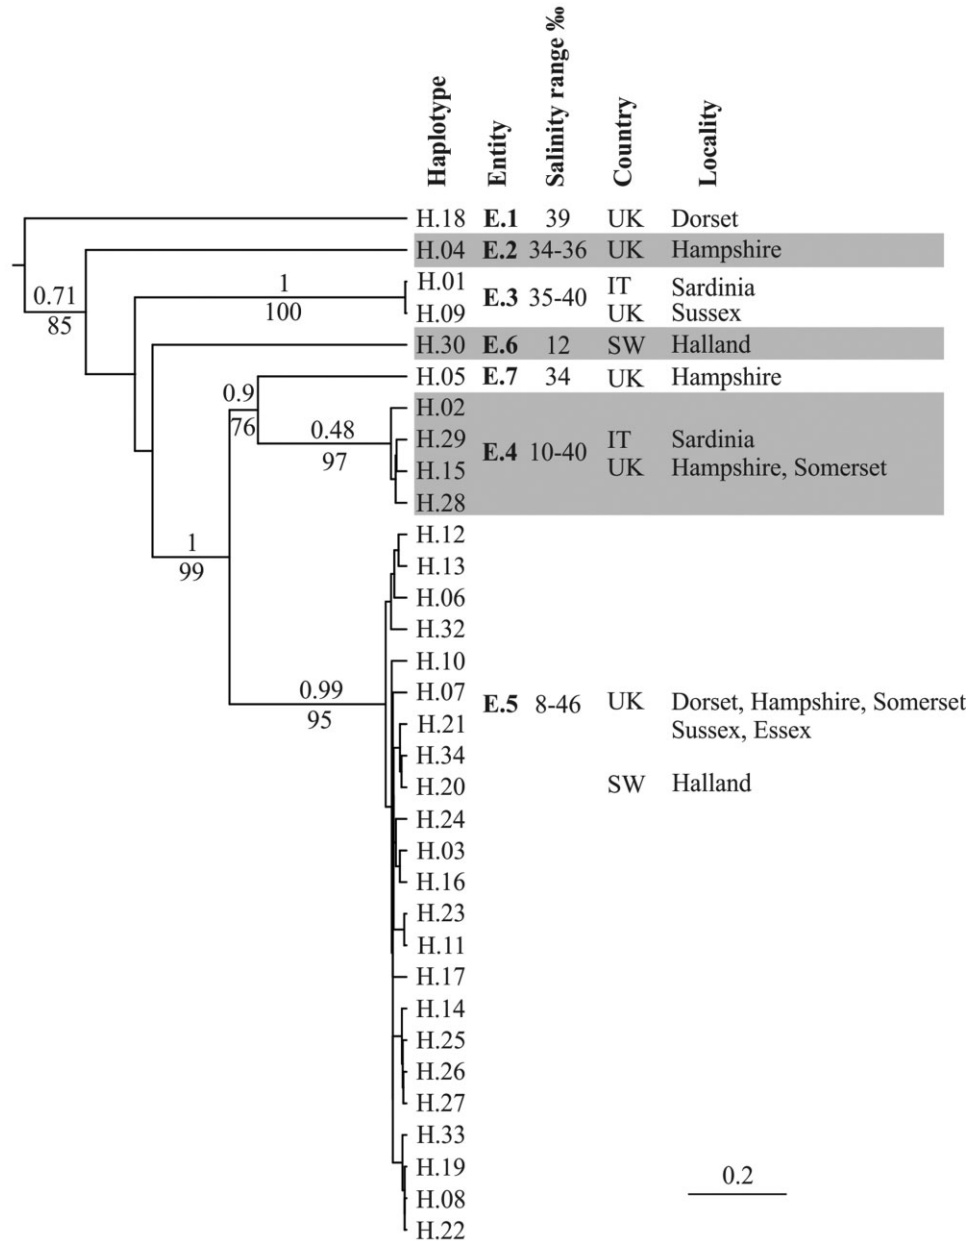 Haplotype Entity Salinity range ‰ Country Locality
H.18 E.1 39 UK Dorset
H.04 E.2 34-36 UK Hampshire
H.01 IT Sardinia
1 E.3 35-40
0.71
H.09 UK Sussex
100
85
H.30 E.6 12 SW Halland
H.05 E.7 34 UK Hampshire
0.9
H.02
76
0.48
H.29 IT Sardinia
E.4 10-40
97
H.15 UK Hampshire, Somerset
H.28
H.12
1
H.13
99
H.06
H.32
H.10
0.99
H.07 E.5 8-46 UK Dorset, Hampshire, Somerset
95
H.21 Sussex, Essex
H.34
H.20 SW Halland
H.24
H.03
H.16
H.23
H.11
H.17
H.14
H.25
H.26
H.27
H.33
H.19
0.2
H.08
H.22